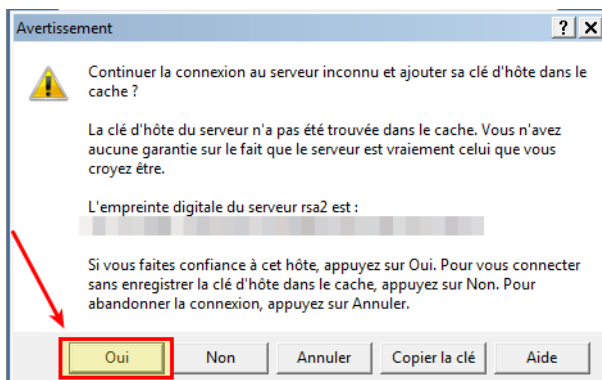 Avertissement
Continuer la connexion au serveur inconnu et ajouter sa clé d'hôte dans le
cache ?
La clé d'hôte du serveur n'a pas été trouvée dans le cache. Vous n'avez
aucune garantie sur le fait que le serveur est vraiment celui que vous
croyez être.
L'empreinte digitale du serveur rsa2 est :
Si vous faites confiance à cet hôte, appuyez sur Oui. Pour vous connecter
sans enregistrer la clé d'hôte dans le cache, appuyez sur Non. Pour
abandonner la connexion, appuyez sur Annuler.
Oui Non Annuler Copier la clé Aide